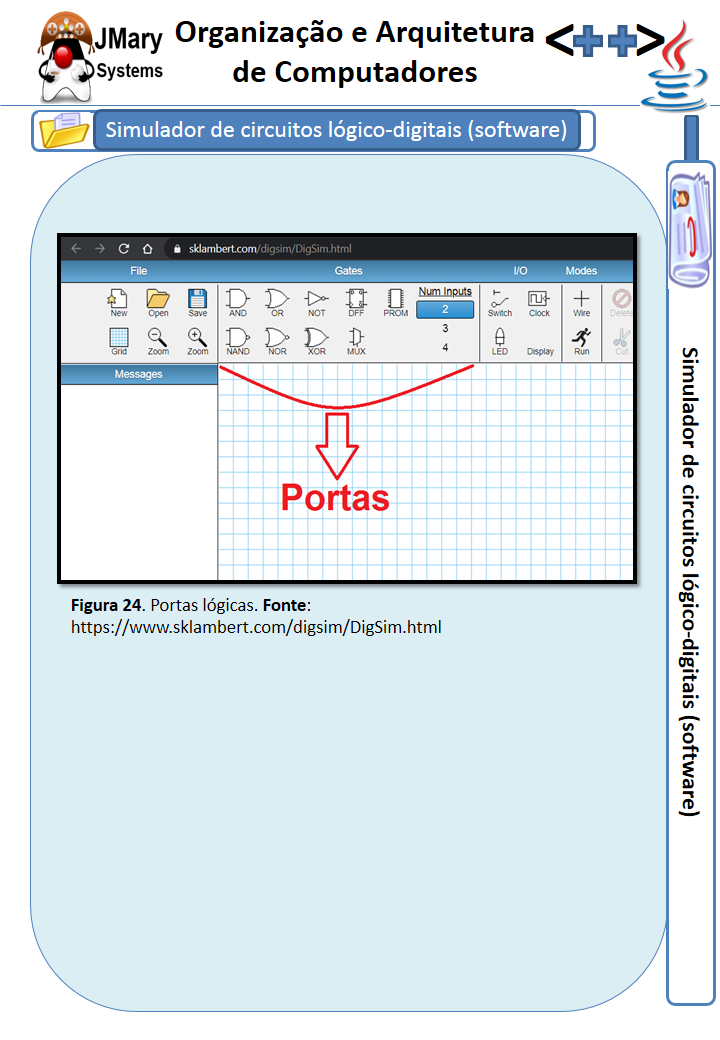 JMary
Systems
Organização e Arquitetura
de Computadores
<++>
Simulador de circuitos lógico-digitais (software)
sklambert.com/digsim/DigSim.html
File Gates I/O Modes
New Open Save AND OR NOT DFF PROM Num Inputs 2 Switch Clock Wire Delete
3
Grid Zoom Zoom NAND NOR XOR MUX 4 LED Display Run Cut
Messages
Portas
Figura 24. Portas lógicas. Fonte:
https://www.sklambert.com/digsim/DigSim.html
Simulador de circuitos lógico-digitais (software)